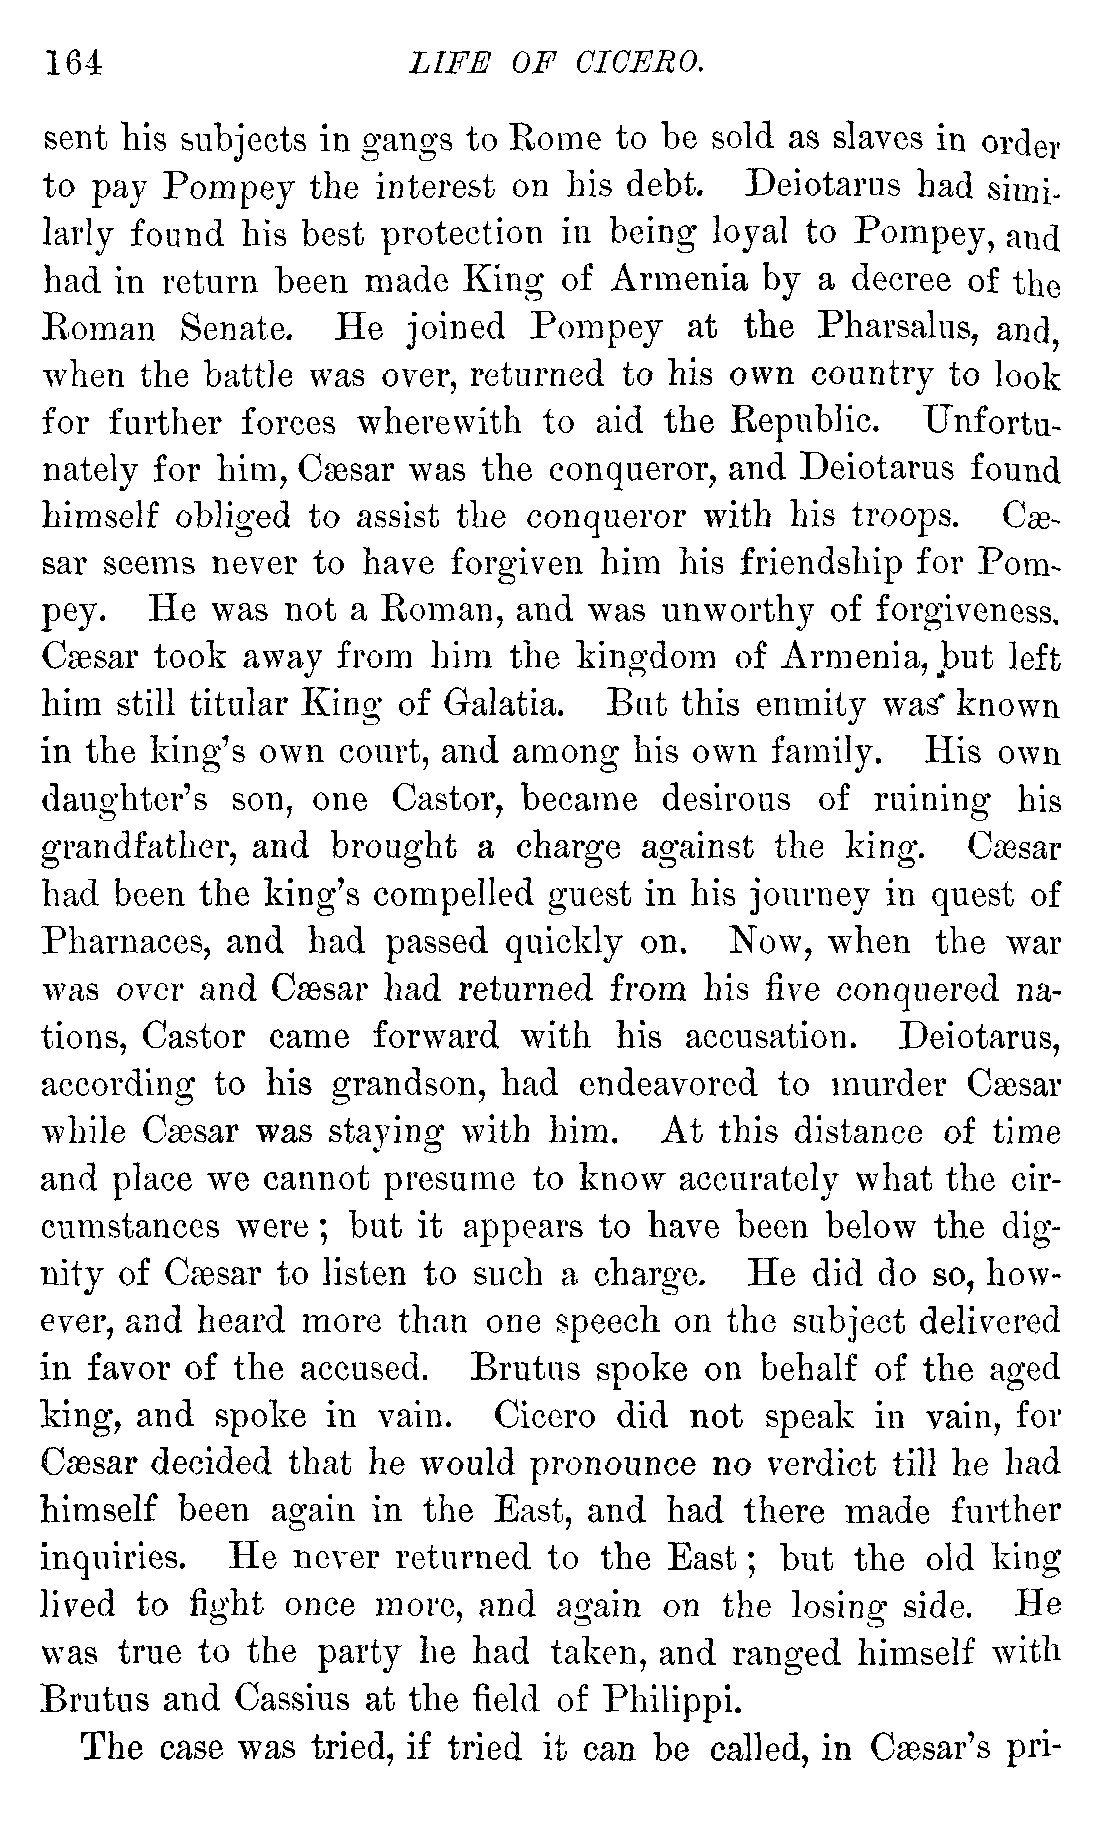 164 LIFE OF CICERO.
sent his subjects in gangs to Rome to be sold as slaves in order
to pay Pompey the interest on his debt. Deiotarus had simi-
larly found his best protection in being loyal to Pompey, and
had in return been made King of Armenia by a decree of the
Roman Senate. He joined Pompey at the Pharsalus, and,
when the battle was over, returned to his own country to look
for further forces wherewith to aid the Republic. Unfortu-
nately for him, Cæsar was the conqueror, and Deiotarus found
himself obliged to assist the conqueror with his troops. Cæ-
sar seems never to have forgiven him his friendship for Pom-
pey. He was not a Roman, and was unworthy of forgiveness.
Cæsar took away from him the kingdom of Armenia, but left
him still titular King of Galatia. But this enmity was known
in the king's own court, and among his own family. His own
daughter's son, one Castor, became desirous of ruining his
grandfather, and brought a charge against the king. Cæsar
had been the king's compelled guest in his journey in quest of
Pharnaces, and had passed quickly on. Now, when the war
was over and Cæsar had returned from his five conquered na-
tions, Castor came forward with his accusation. Deiotarus,
according to his grandson, had endeavored to murder Cæsar
while Cæsar was staying with him. At this distance of time
and place we cannot presume to know accurately what the cir-
cumstances were; but it appears to have been below the dig-
nity of Cæsar to listen to such a charge. He did do so, how-
ever, and heard more than one speech on the subject delivered
in favor of the accused. Brutus spoke on behalf of the aged
king, and spoke in vain. Cicero did not speak in vain, for
Cæsar decided that he would pronounce no verdict till he had
himself been again in the East, and had there made further
inquiries. He never returned to the East; but the old king
lived to fight once more, and again on the losing side. He
was true to the party he had taken, and ranged himself with
Brutus and Cassius at the field of Philippi.
The case was tried, if tried it can be called, in Cæsar's pri-